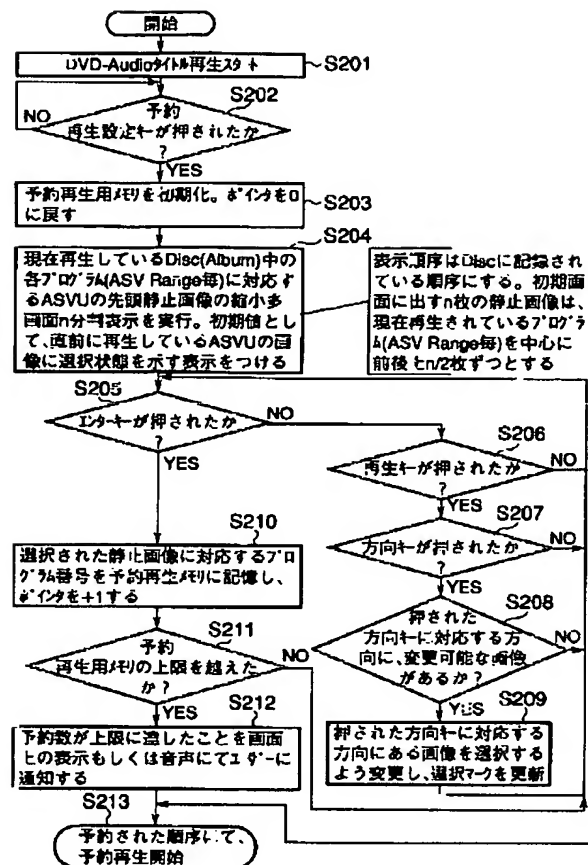 開始
DVD-Audioタイトル再生スタート
S201
S202
予約
再生設定キーが押されたか
?
NO
YES
予約再生用メモリを初期化。ポインタを0
に戻す
S203
S204
現在再生しているDisc(Album)中の
各プログラム(ASV Range毎)に対応す
るASVUの先頭静止画像の縮小多
画面n分割表示を実行。初期値とし
て、直前に再生しているASVUの画
像に選択状態を示す表示をつける
表示順序はDiscに記録され
ている順序にする。初期画
面に出すn枚の静止画像は、
現在再生されているプログラ
ム(ASV Range毎)を中心に
前後とn/2枚ずつとする
S205
エンターキーが押されたか
?
NO
YES
S206
再生キーが押されたか
?
NO
YES
S207
方向キーが押されたか
?
NO
YES
S208
押された
方向キーに対応する方
向に、変更可能な画像
があるか?
NO
YES
S209
押された方向キーに対応する
方向にある画像を選択する
よう変更し、選択マークを更新
S210
選択された静止画像に対応するプロ
グラム番号を予約再生メモリに記憶し、
ポインタを+1する
S211
予約
再生用メモリの上限を越えた
か?
NO
YES
S212
予約数が上限に達したことを画面
上の表示もしくは音声にてユーザーに
通知する
S213
予約された順序にて、
予約再生開始